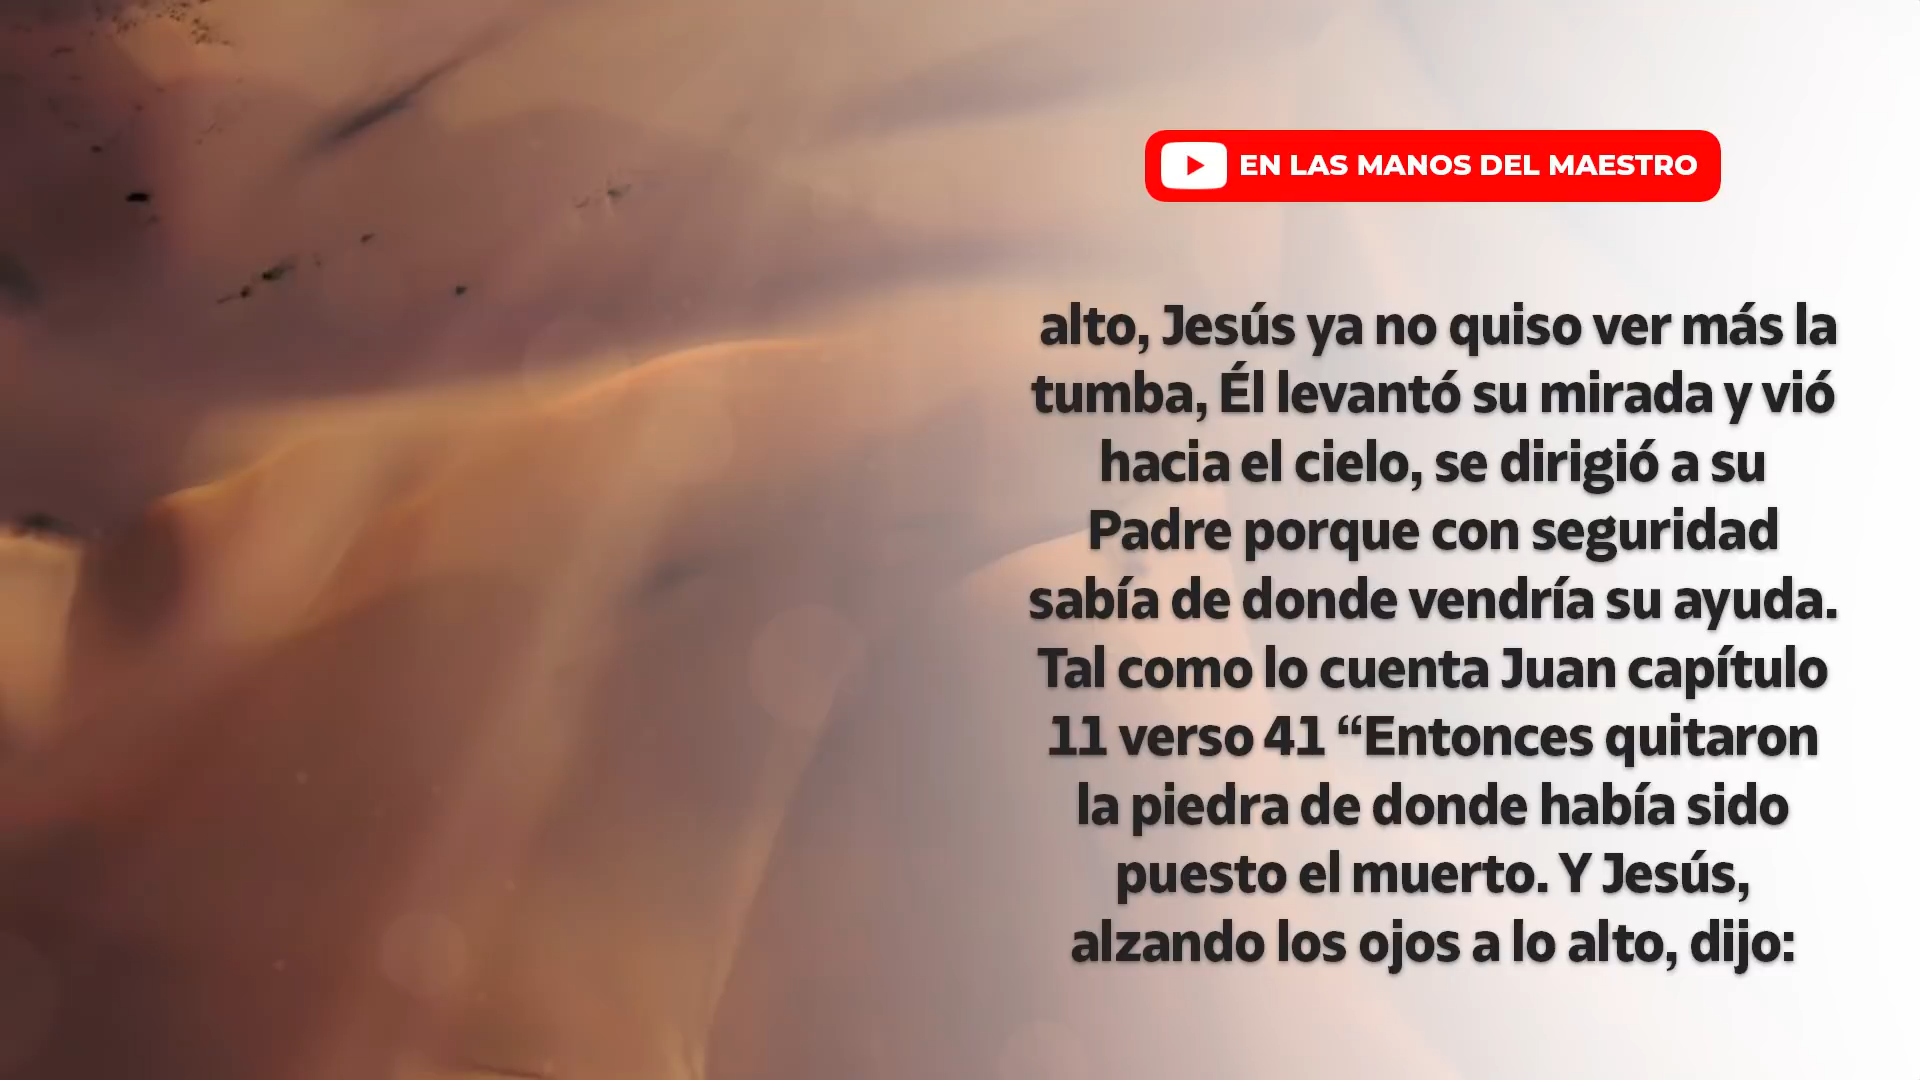 EN LAS MANOS DEL MAESTRO
alto, Jesús ya no quiso ver más la
tumba, Él levantó su mirada y vió
hacia el cielo, se dirigió a su
Padre porque con seguridad
sabía de donde vendría su ayuda.
Tal como lo cuenta Juan capítulo
11 verso 41 “Entonces quitaron
la piedra de donde había sido
puesto el muerto. Y Jesús,
alzando los ojos a lo alto, dijo: